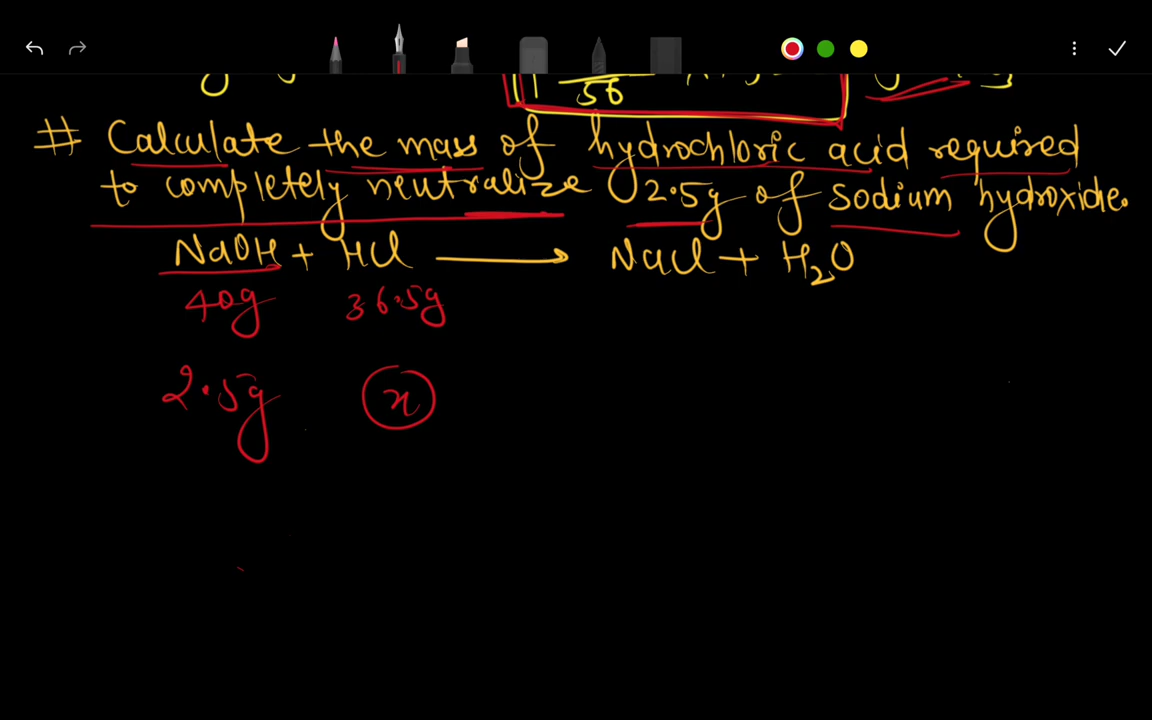 56
# Calculate the mass of hydrochloric acid required
to completely neutralize 2.5g of sodium hydroxide.
NaOH + HCl → NaCl + H₂O
40g 36.5g
2.5g x